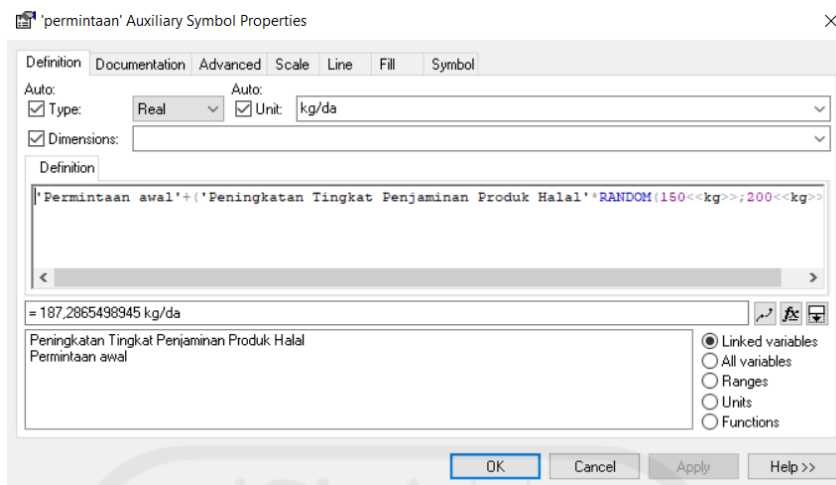 'permintaan' Auxiliary Symbol Properties
Definition Documentation Advanced Scale Line Fill Symbol
Auto: Auto:
Type: Real Unit: kg/da
Dimensions:
Definition
'Permintaan awal'+('Peningkatan Tingkat Penjaminan Produk Halal'*RANDOM(150<<kg>>;200<<kg>>
= 187,2865498945 kg/da
Peningkatan Tingkat Penjaminan Produk Halal
Permintaan awal
Linked variables
All variables
Ranges
Units
Functions
OK Cancel Apply Help >>